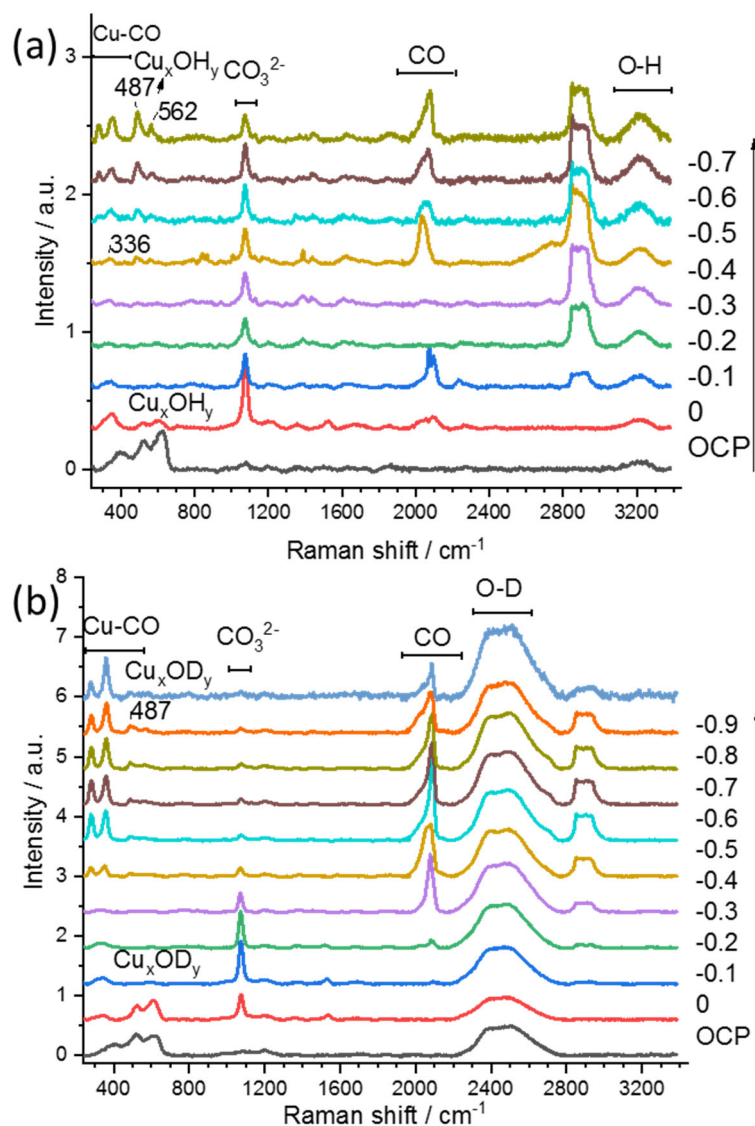 (a)
Cu-CO
CuₓOHᵧ
CO₃²⁻
CO
O-H
487
562
336
CuₓOHᵧ
3
2
1
0
Intensity / a.u.
-0.7
-0.6
-0.5
-0.4
-0.3
-0.2
-0.1
0
OCP
400 800 1200 1600 2000 2400 2800 3200
Raman shift / cm⁻¹
(b)
Cu-CO
CO₃²⁻
CO
O-D
CuₓODᵧ
487
CuₓODᵧ
8
7
6
5
4
3
2
1
0
Intensity / a.u.
-0.9
-0.8
-0.7
-0.6
-0.5
-0.4
-0.3
-0.2
-0.1
0
OCP
400 800 1200 1600 2000 2400 2800 3200
Raman shift / cm⁻¹